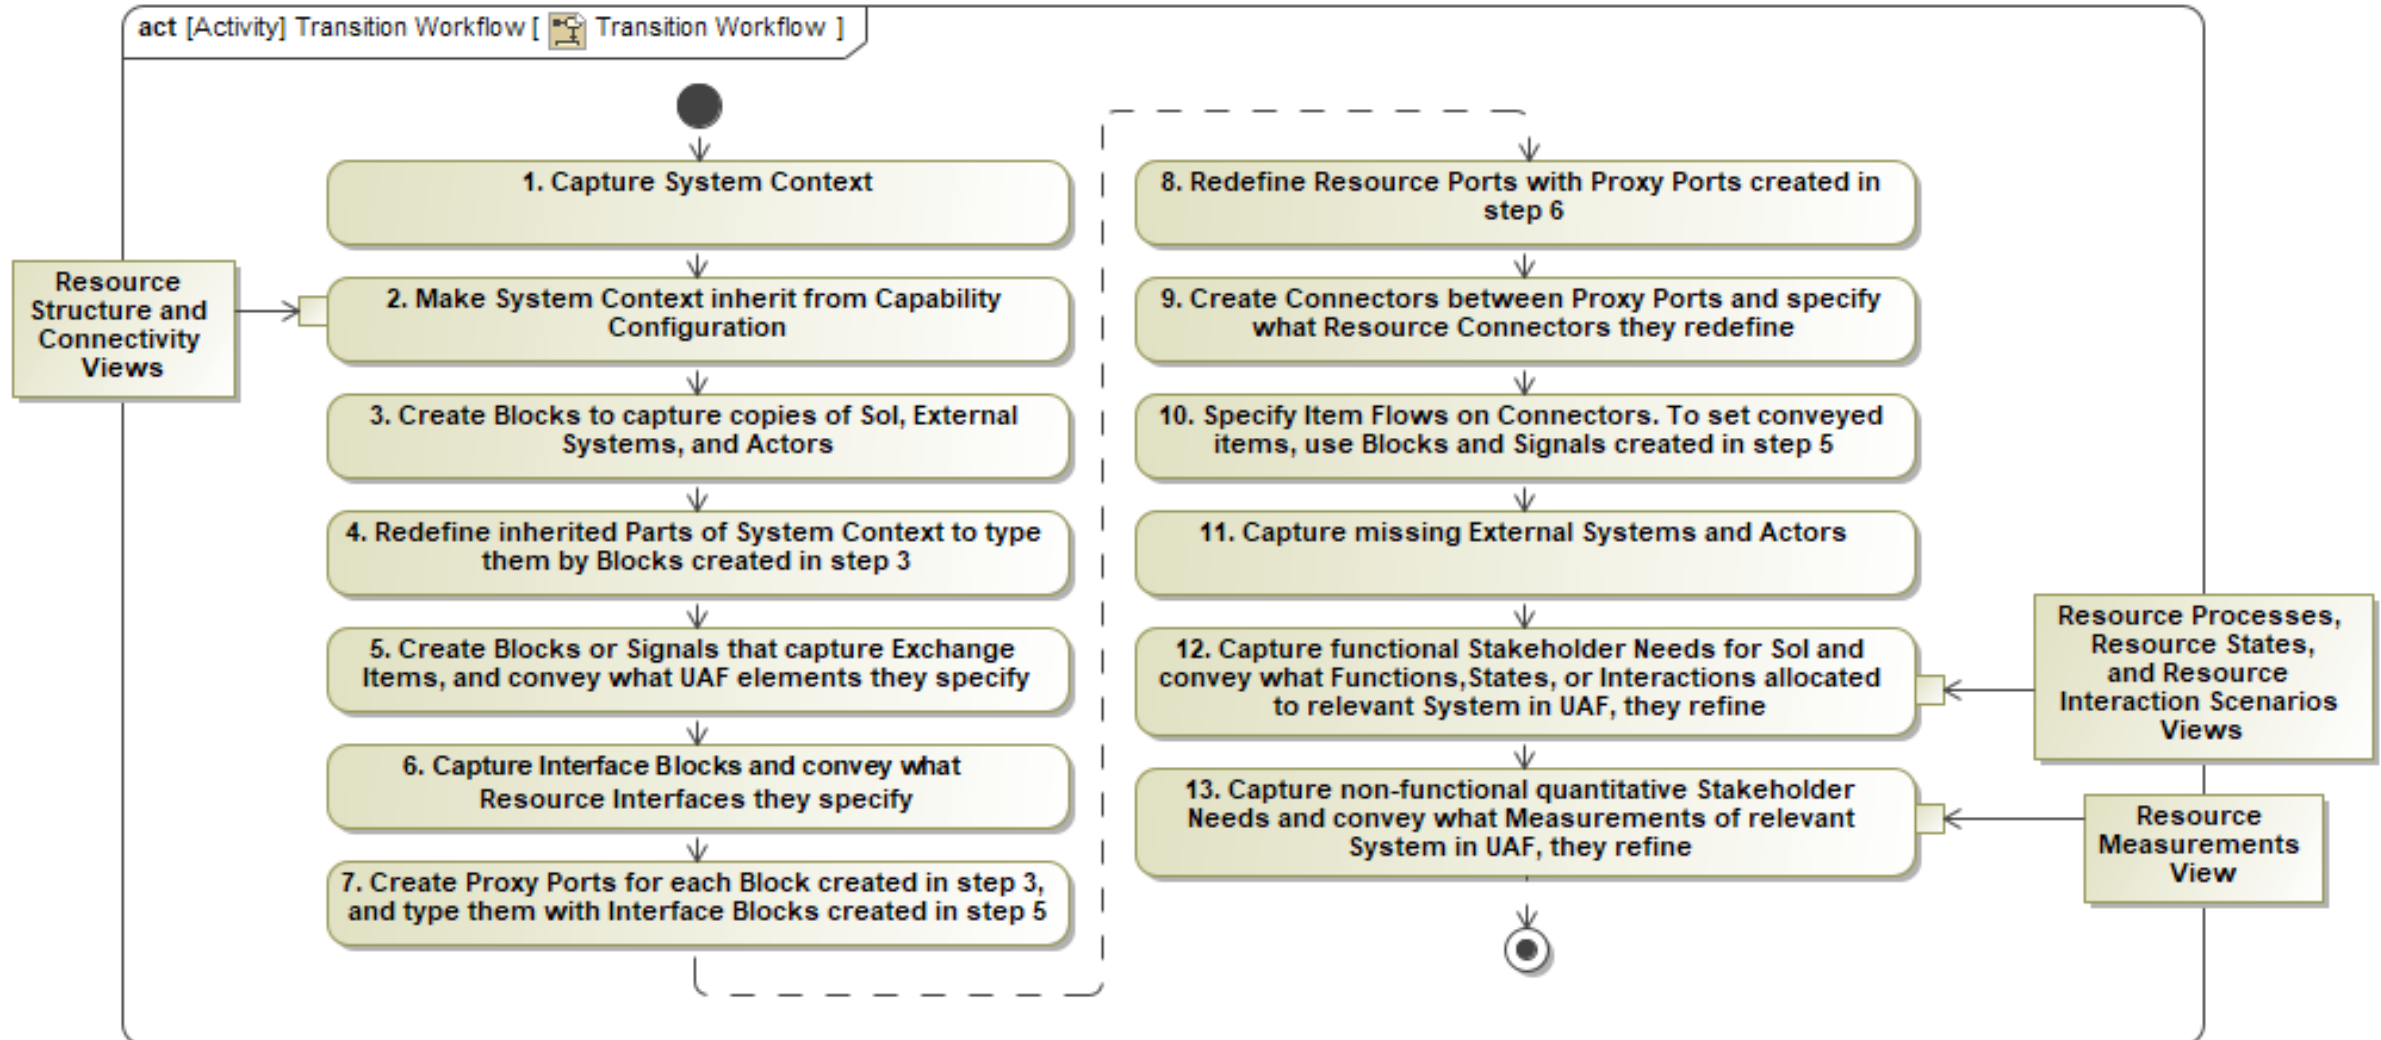 act [Activity] Transition Workflow [ Transition Workflow ]
1. Capture System Context
Resource
Structure and
Connectivity
Views
2. Make System Context inherit from Capability
Configuration
3. Create Blocks to capture copies of SoI, External
Systems, and Actors
4. Redefine inherited Parts of System Context to type
them by Blocks created in step 3
5. Create Blocks or Signals that capture Exchange
Items, and convey what UAF elements they specify
6. Capture Interface Blocks and convey what
Resource Interfaces they specify
7. Create Proxy Ports for each Block created in step 3,
and type them with Interface Blocks created in step 5
8. Redefine Resource Ports with Proxy Ports created in
step 6
9. Create Connectors between Proxy Ports and specify
what Resource Connectors they redefine
10. Specify Item Flows on Connectors. To set conveyed
items, use Blocks and Signals created in step 5
11. Capture missing External Systems and Actors
12. Capture functional Stakeholder Needs for SoI and
convey what Functions,States, or Interactions allocated
to relevant System in UAF, they refine
Resource Processes,
Resource States,
and Resource
Interaction Scenarios
Views
13. Capture non-functional quantitative Stakeholder
Needs and convey what Measurements of relevant
System in UAF, they refine
Resource
Measurements
View